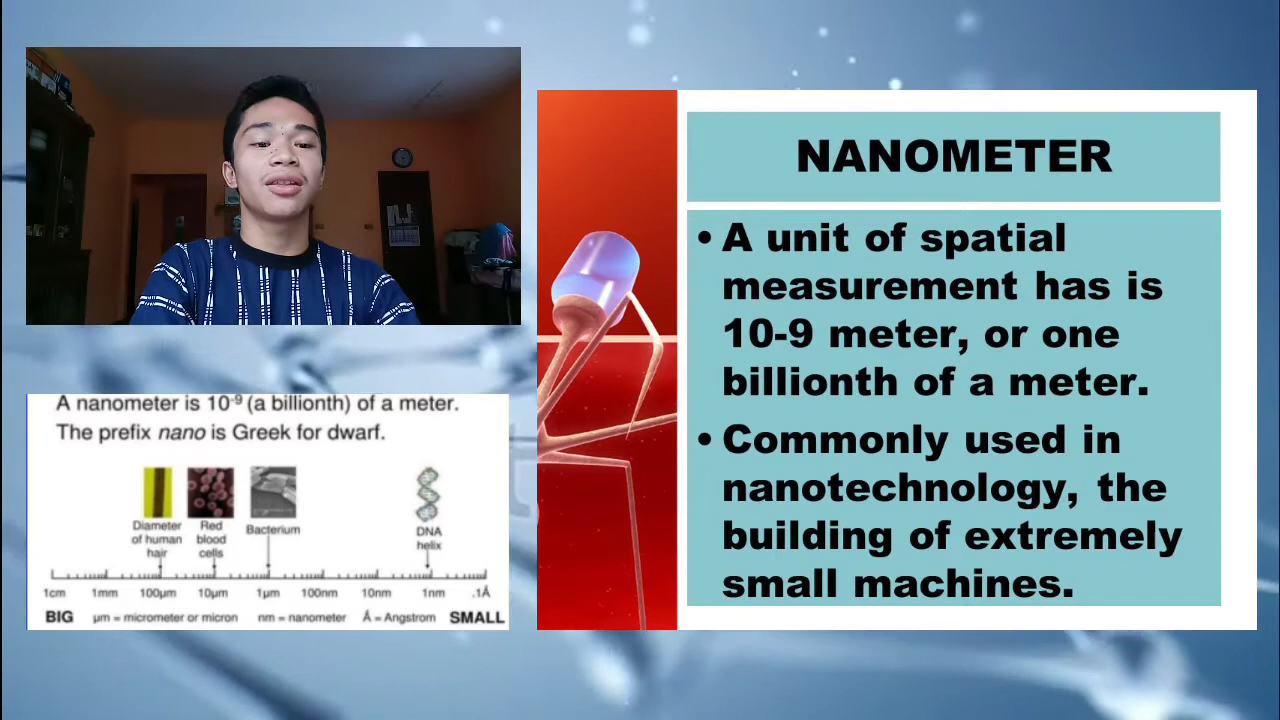 NANOMETER
• A unit of spatial
measurement has is
10-9 meter, or one
billionth of a meter.
• Commonly used in
nanotechnology, the
building of extremely
small machines.
A nanometer is 10⁻⁹ (a billionth) of a meter.
The prefix nano is Greek for dwarf.
Diameter
of human
hair
Red
blood
cells
Bacterium
DNA
helix
1cm 1mm 100µm 10µm 1µm 100nm 10nm 1nm .1Å
BIG µm = micrometer or micron nm = nanometer Å = Angstrom SMALL